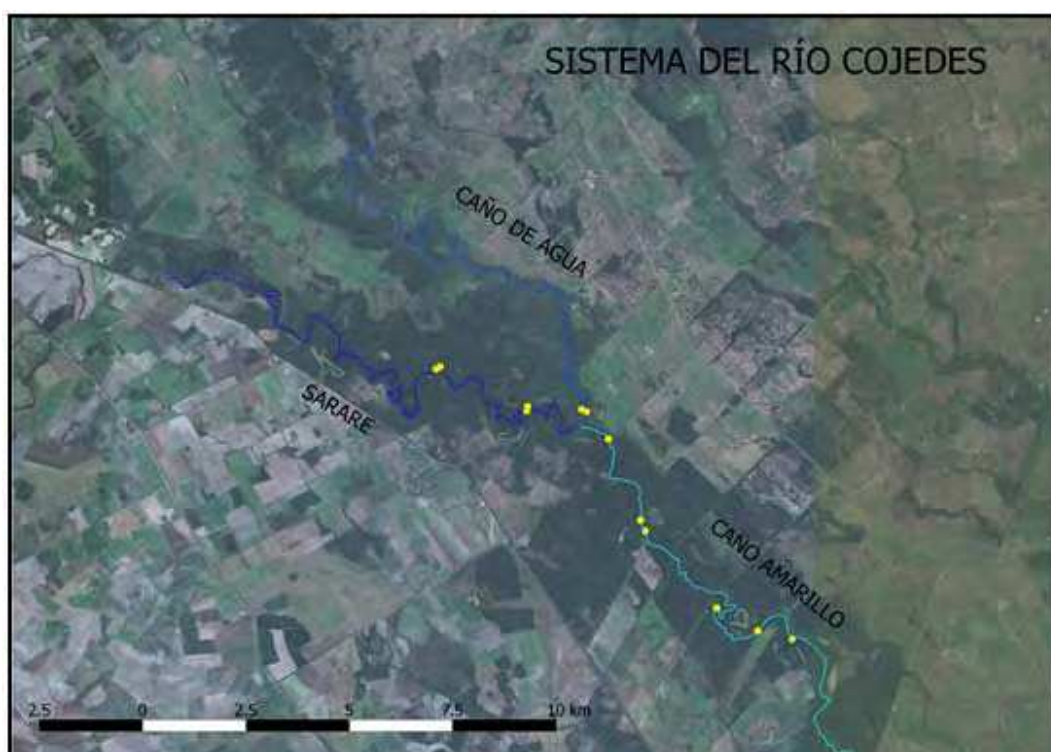 SISTEMA DEL RÍO COJEDES
CAÑO DE AGUA
SARARE
CAÑO AMARILLO
2.5 0 2.5 5 7.5 10 km